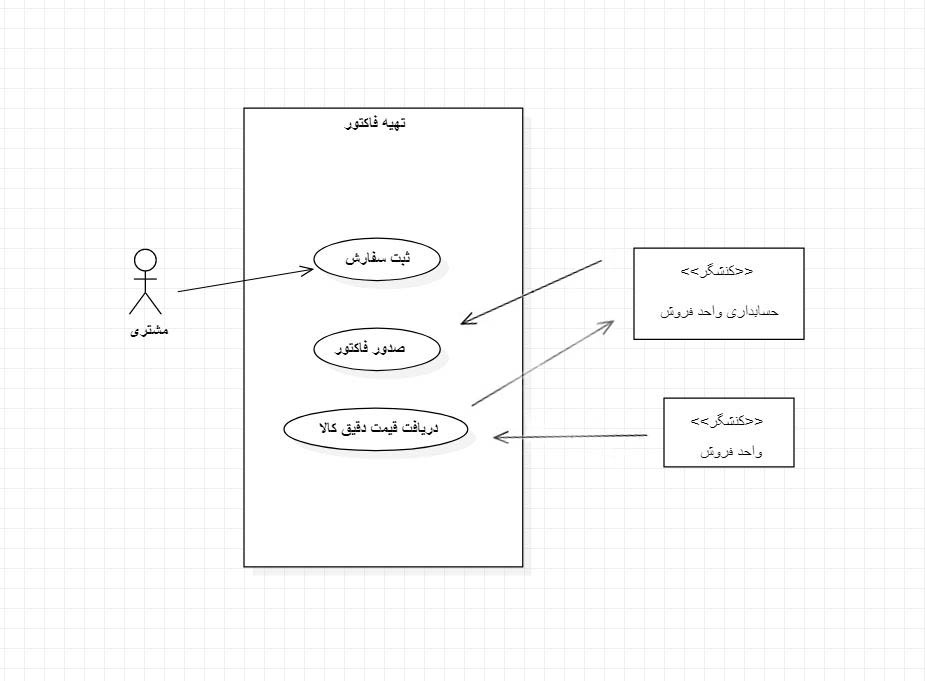 تهیه فاکتور
ثبت سفارش
مشتری
صدور فاکتور
دریافت قیمت دقیق کالا
<<کنشگر>>
حسابداری واحد فروش
<<کنشگر>>
واحد فروش